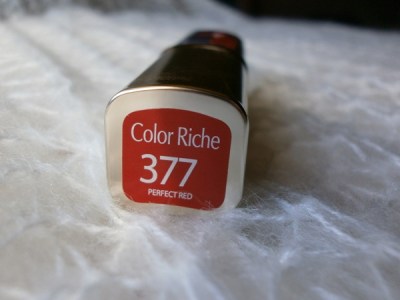 Color Riche
377
PERFECT RED